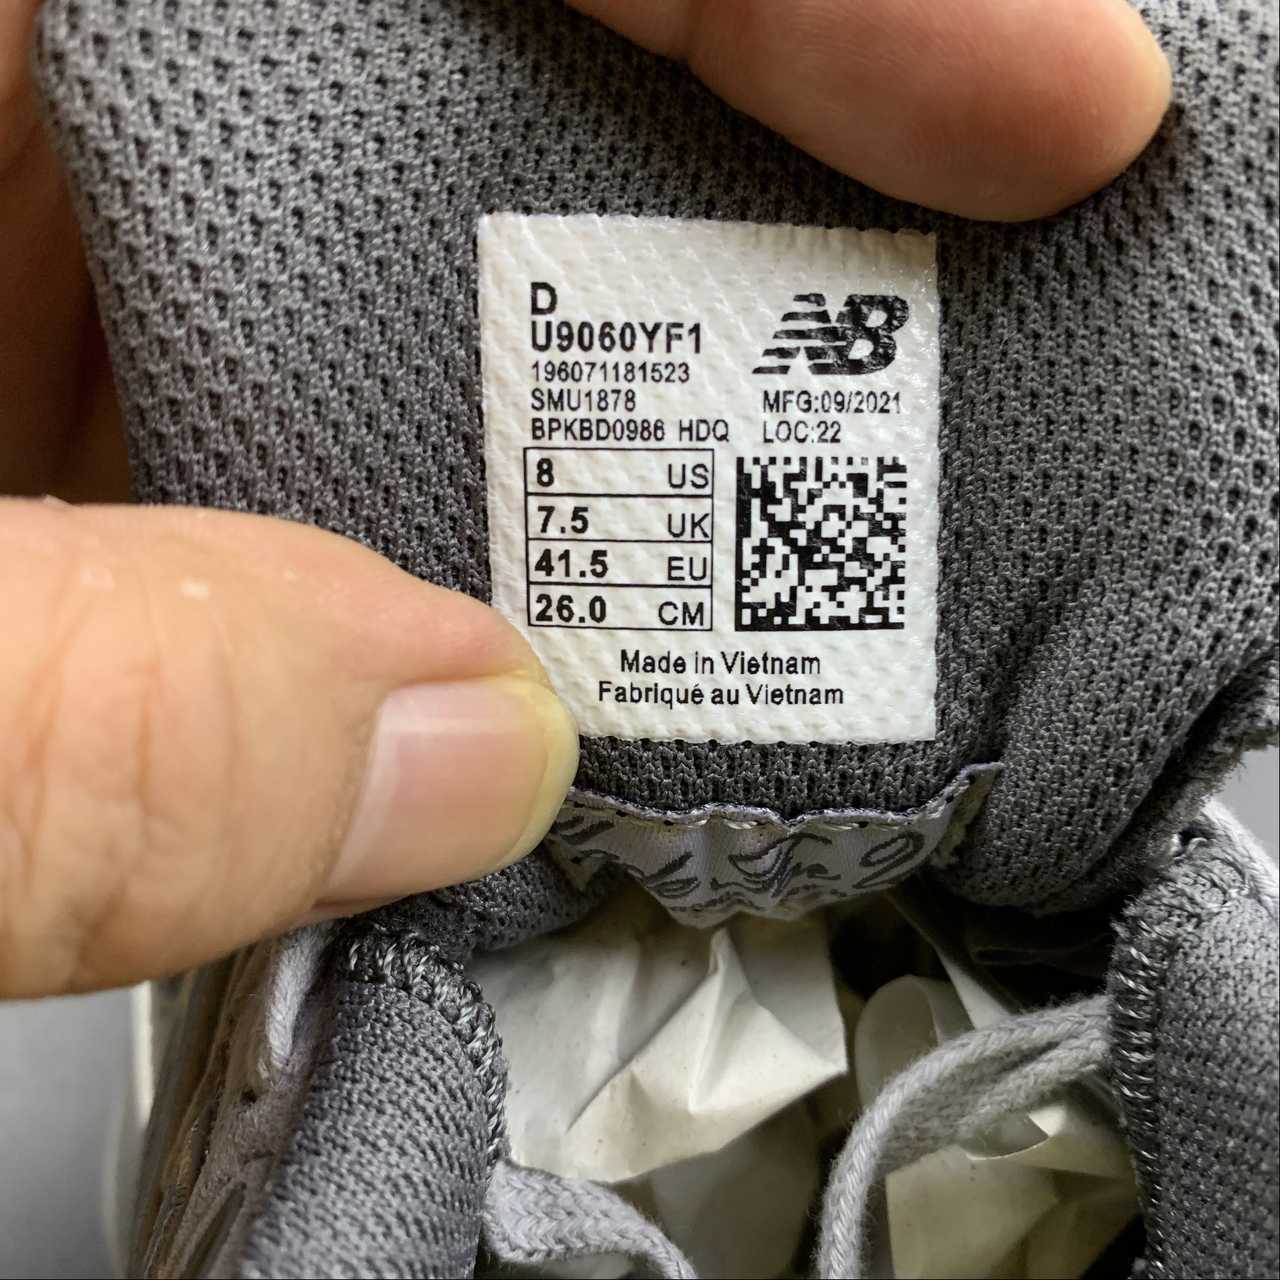 D
U9060YF1
196071181523
SMU1878
BPKBD0986 HDQ
NB
MFG:09/2021
LOC:22
8 US
7.5 UK
41.5 EU
26.0 CM
Made in Vietnam
Fabriqué au Vietnam